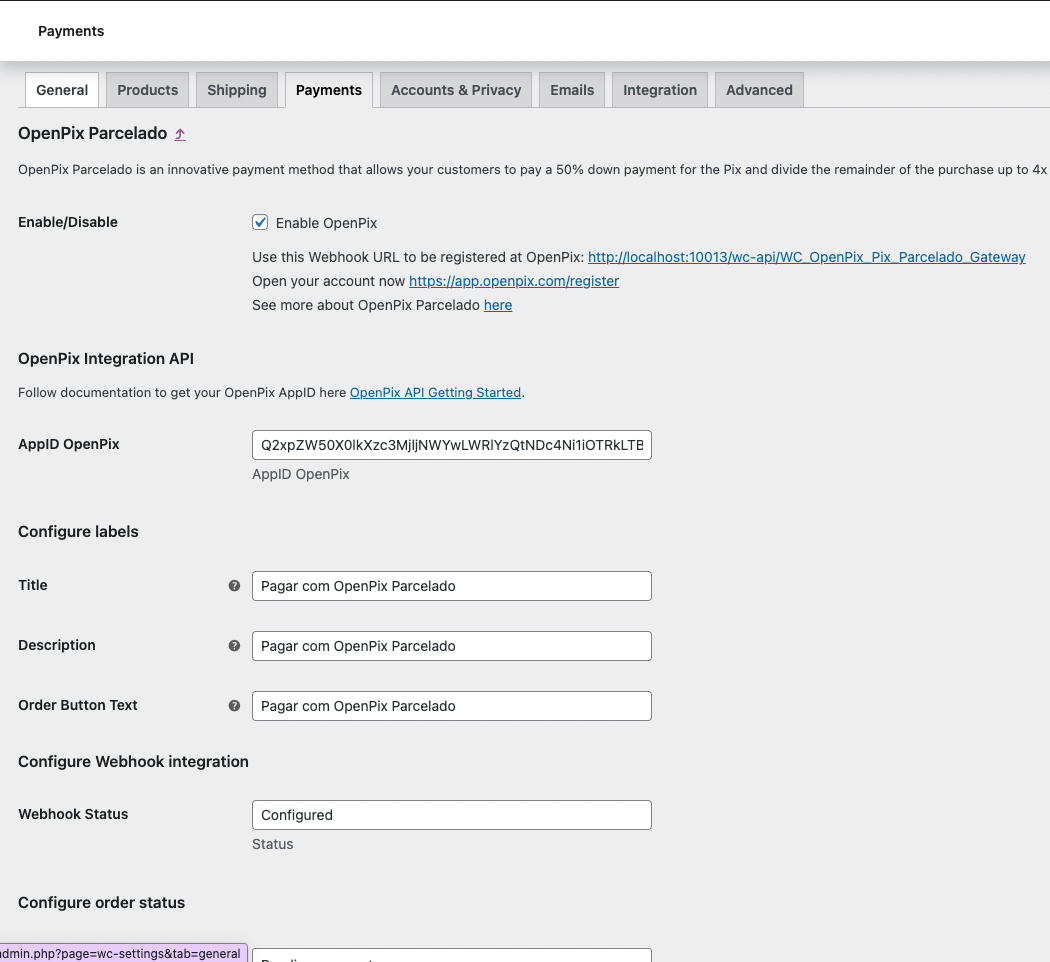 Payments
General Products Shipping Payments Accounts & Privacy Emails Integration Advanced
OpenPix Parcelado
OpenPix Parcelado is an innovative payment method that allows your customers to pay a 50% down payment for the Pix and divide the remainder of the purchase up to 4x
Enable/Disable
Enable OpenPix
Use this Webhook URL to be registered at OpenPix: http://localhost:10013/wc-api/WC_OpenPix_Pix_Parcelado_Gateway
Open your account now https://app.openpix.com/register
See more about OpenPix Parcelado here
OpenPix Integration API
Follow documentation to get your OpenPix AppID here OpenPix API Getting Started.
AppID OpenPix
AppID OpenPix
Configure labels
Title
Pagar com OpenPix Parcelado
Description
Pagar com OpenPix Parcelado
Order Button Text
Pagar com OpenPix Parcelado
Configure Webhook integration
Webhook Status
Configured
Status
Configure order status
dmin.php?page=wc-settings&tab=general